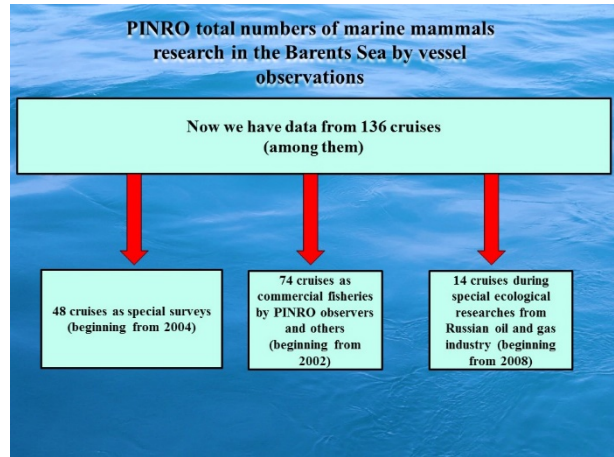 PINRO total numbers of marine mammals
research in the Barents Sea by vessel
observations
Now we have data from 136 cruises
(among them)
48 cruises as special surveys
(beginning from 2004)
74 cruises as
commercial fisheries
by PINRO observers
and others
(beginning from
2002)
14 cruises during
special ecological
researches from
Russian oil and gas
industry (beginning
from 2008)